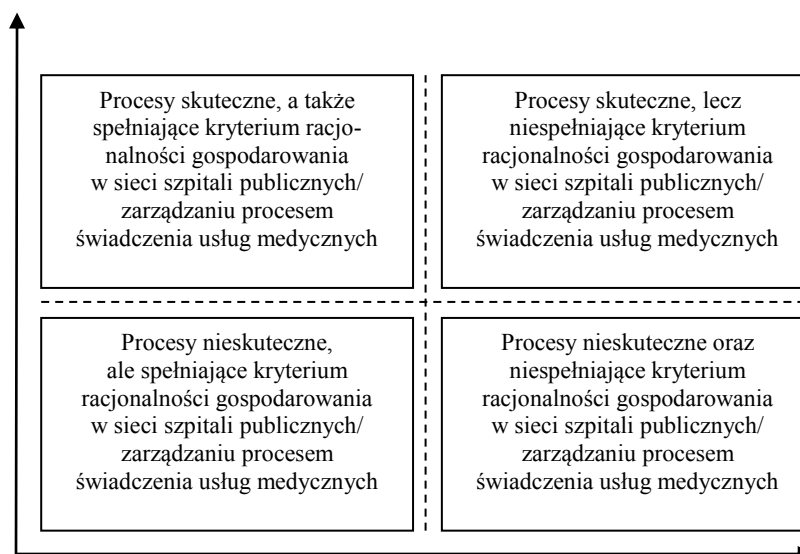 Procesy skuteczne, a także
spełniające kryterium racjo-
nalności gospodarowania
w sieci szpitali publicznych/
zarządzaniu procesem
świadczenia usług medycznych
Procesy skuteczne, lecz
niespełniające kryterium
racjonalności gospodarowania
w sieci szpitali publicznych/
zarządzaniu procesem
świadczenia usług medycznych
Procesy nieskuteczne,
ale spełniające kryterium
racjonalności gospodarowania
w sieci szpitali publicznych/
zarządzaniu procesem
świadczenia usług medycznych
Procesy nieskuteczne oraz
niespełniające kryterium
racjonalności gospodarowania
w sieci szpitali publicznych/
zarządzaniu procesem
świadczenia usług medycznych